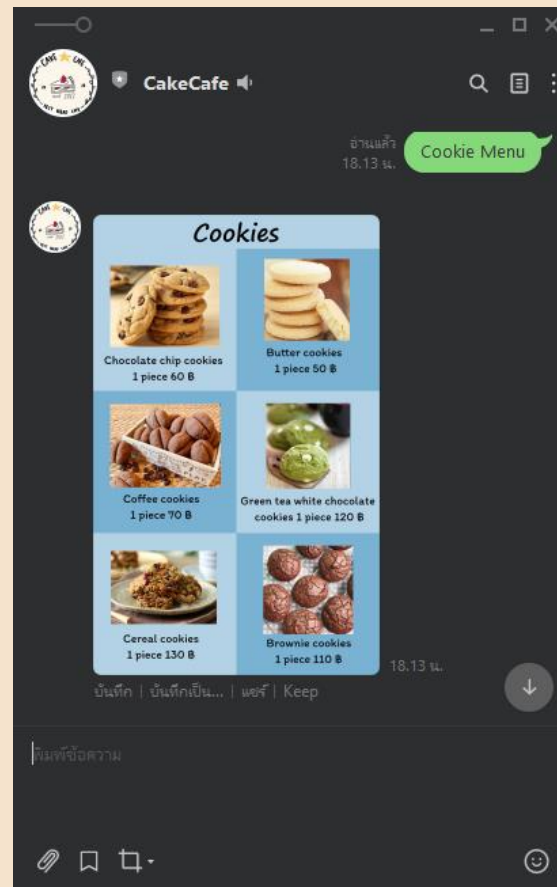 CakeCafe
อ่านแล้ว
18.13 น.
Cookie Menu
Cookies
Chocolate chip cookies
1 piece 60 ฿
Butter cookies
1 piece 50 ฿
Coffee cookies
1 piece 70 ฿
Green tea white chocolate
cookies 1 piece 120 ฿
Cereal cookies
1 piece 130 ฿
Brownie cookies
1 piece 110 ฿
18.13 น.
บันทึก | บันทึกเป็น... | แชร์ | Keep
พิมพ์ข้อความ